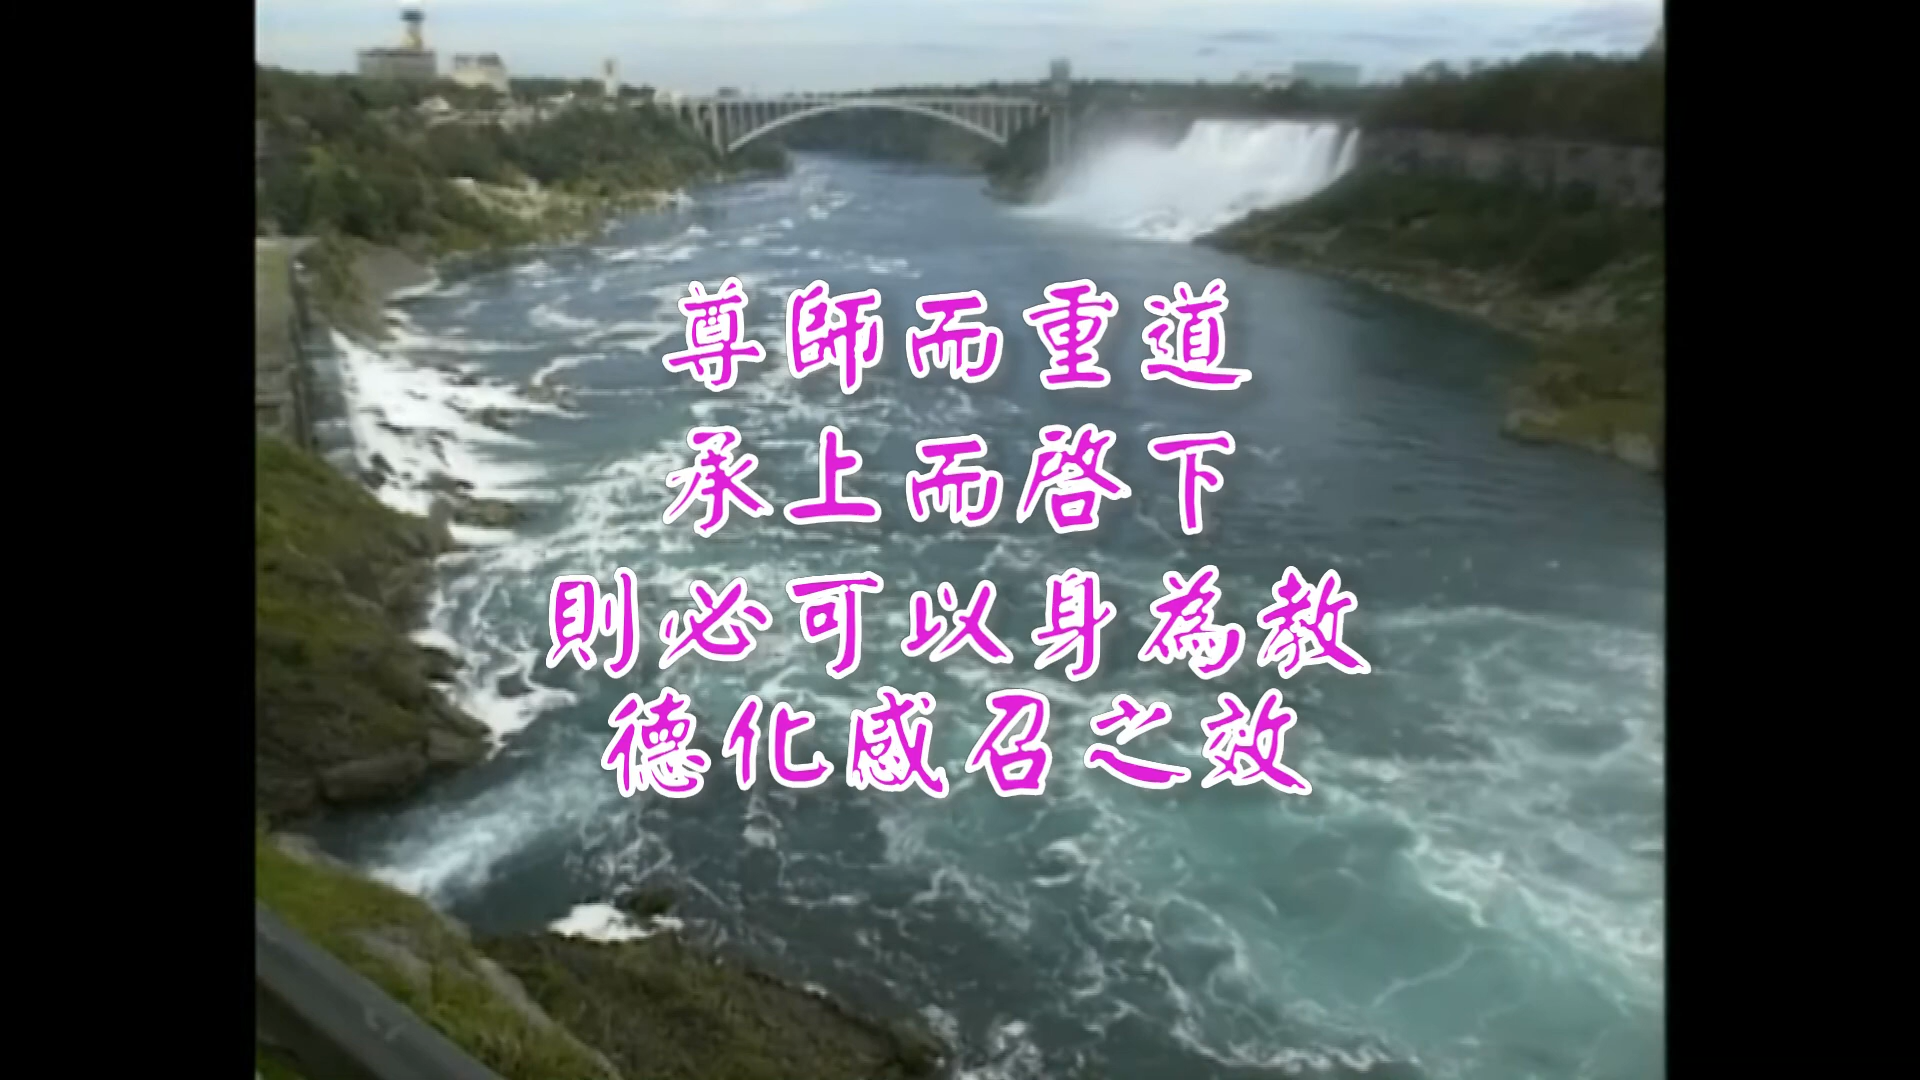 尊師而重道
承上而啓下
則必可以身為教
德化感召之效